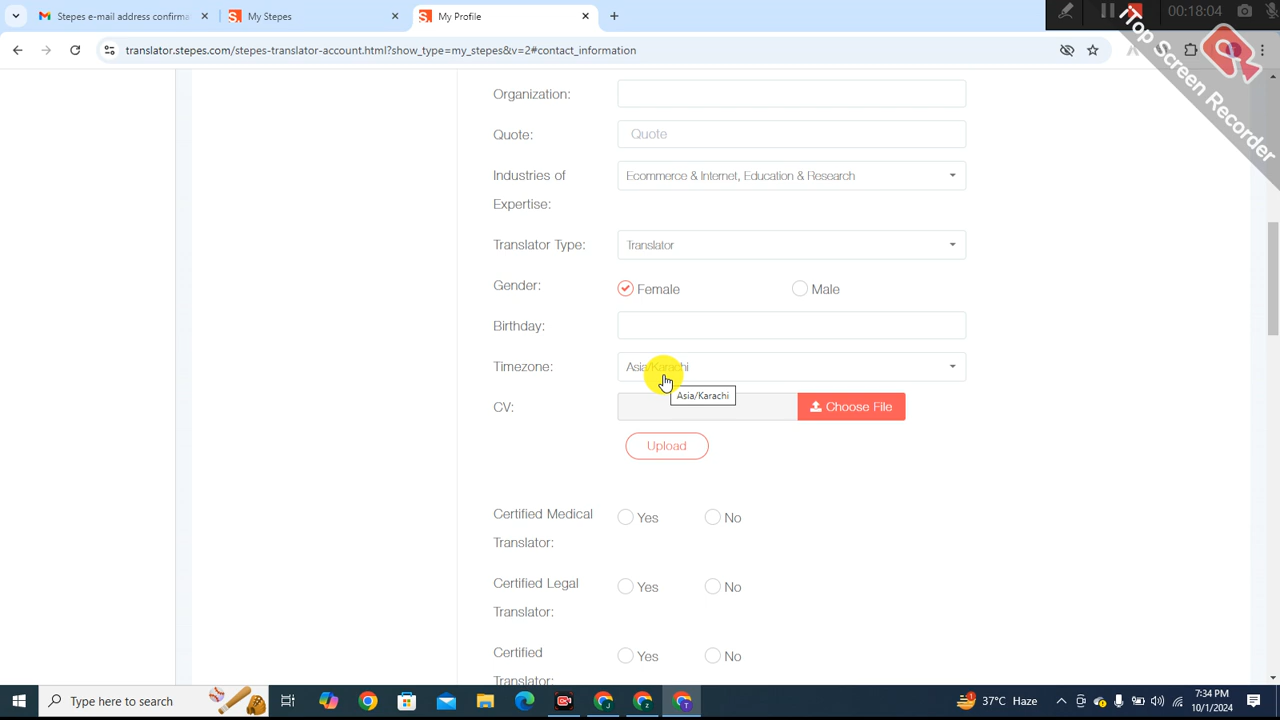 Stepes e-mail address confirma
My Stepes
My Profile
00:18:04
translator.stepes.com/stepes-translator-account.html?show_type=my_stepes&v=2#contact_information
iTop Screen Recorder
Organization:
Quote:
Quote
Industries of
Expertise:
Ecommerce & Internet, Education & Research
Translator Type:
Translator
Gender:
Female
Male
Birthday:
Timezone:
Asia/Karachi
Asia/Karachi
CV:
Choose File
Upload
Certified Medical
Translator:
Yes
No
Certified Legal
Translator:
Yes
No
Certified
Translator:
Yes
No
Type here to search
37°C Haze
7:34 PM
10/1/2024